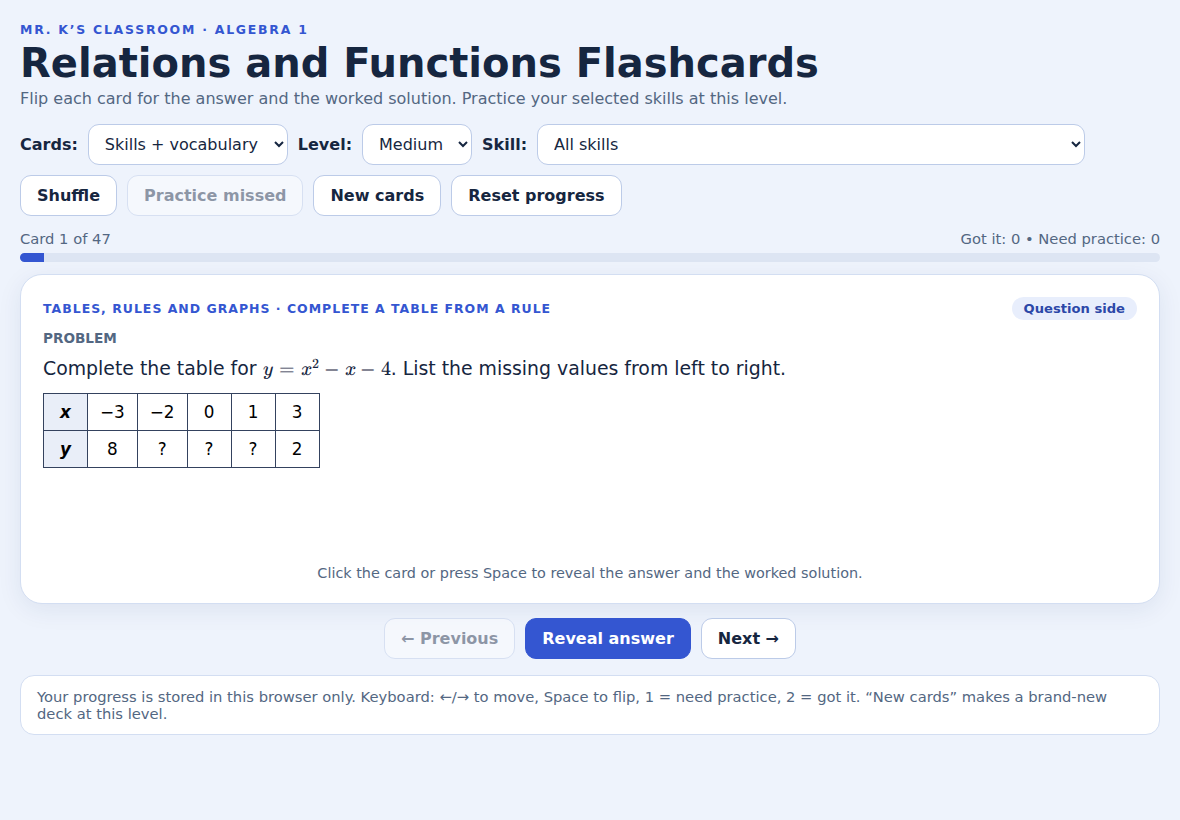 MR. K’S CLASSROOM · ALGEBRA 1
Relations and Functions Flashcards
Flip each card for the answer and the worked solution. Practice your selected skills at this level.
Cards: Skills + vocabulary Level: Medium Skill: All skills
Shuffle Practice missed New cards Reset progress
Card 1 of 47 Got it: 0 • Need practice: 0
TABLES, RULES AND GRAPHS · COMPLETE A TABLE FROM A RULE Question side
PROBLEM
Complete the table for y = x² − x − 4. List the missing values from left to right.
x −3 −2 0 1 3
y 8 ? ? ? 2
Click the card or press Space to reveal the answer and the worked solution.
← Previous Reveal answer Next →
Your progress is stored in this browser only. Keyboard: ←/→ to move, Space to flip, 1 = need practice, 2 = got it. “New cards” makes a brand-new
deck at this level.